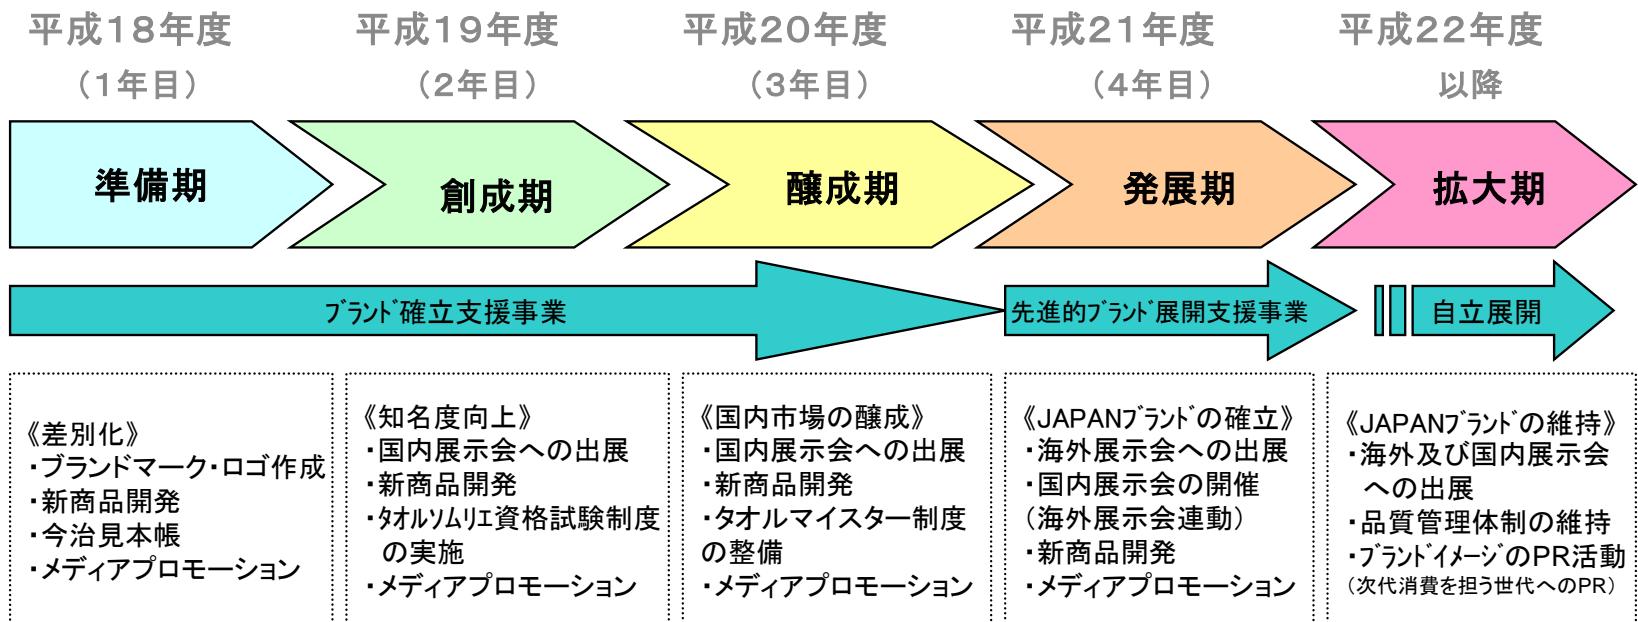 平成18年度
(1年目)
平成19年度
(2年目)
平成20年度
(3年目)
平成21年度
(4年目)
平成22年度
以降
準備期
創成期
醸成期
発展期
拡大期
ﾌﾞﾗﾝﾄﾞ確立支援事業
先進的ﾌﾞﾗﾝﾄﾞ展開支援事業
自立展開
《差別化》
・ブランドマーク・ロゴ作成
・新商品開発
・今治見本帳
・メディアプロモーション
《知名度向上》
・国内展示会への出展
・新商品開発
・ﾀｵﾙｿﾑﾘｴ資格試験制度
の実施
・メディアプロモーション
《国内市場の醸成》
・国内展示会への出展
・新商品開発
・タオルマイスター制度
の整備
・メディアプロモーション
《JAPANﾌﾞﾗﾝﾄﾞの確立》
・海外展示会への出展
・国内展示会の開催
(海外展示会連動)
・新商品開発
・メディアプロモーション
《JAPANﾌﾞﾗﾝﾄﾞの維持》
・海外及び国内展示会
への出展
・品質管理体制の維持
・ﾌﾞﾗﾝﾄﾞｲﾒｰｼﾞのPR活動
(次代消費を担う世代へのPR)